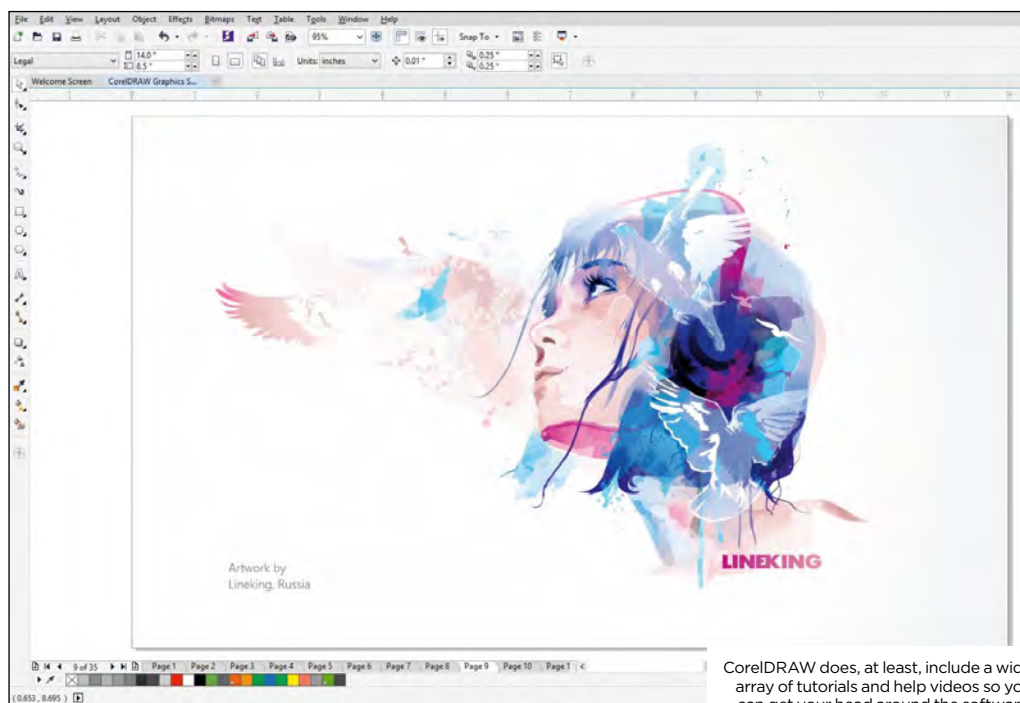 File Edit View Layout Object Effects Bitmaps Text Table Tools Window Help
95% Snap To
Legal 14.0 " 8.5 " Units: inches 0.01 " 0.25 " 0.25 "
Welcome Screen CorelDRAW Graphics S...
Artwork by
Lineking, Russia
LINEKING
9 of 35 Page 1 Page 2 Page 3 Page 4 Page 5 Page 6 Page 7 Page 8 Page 9 Page 10 Page 1
(0.653 , 8.695 )
CorelDRAW does, at least, include a wid
array of tutorials and help videos so yo